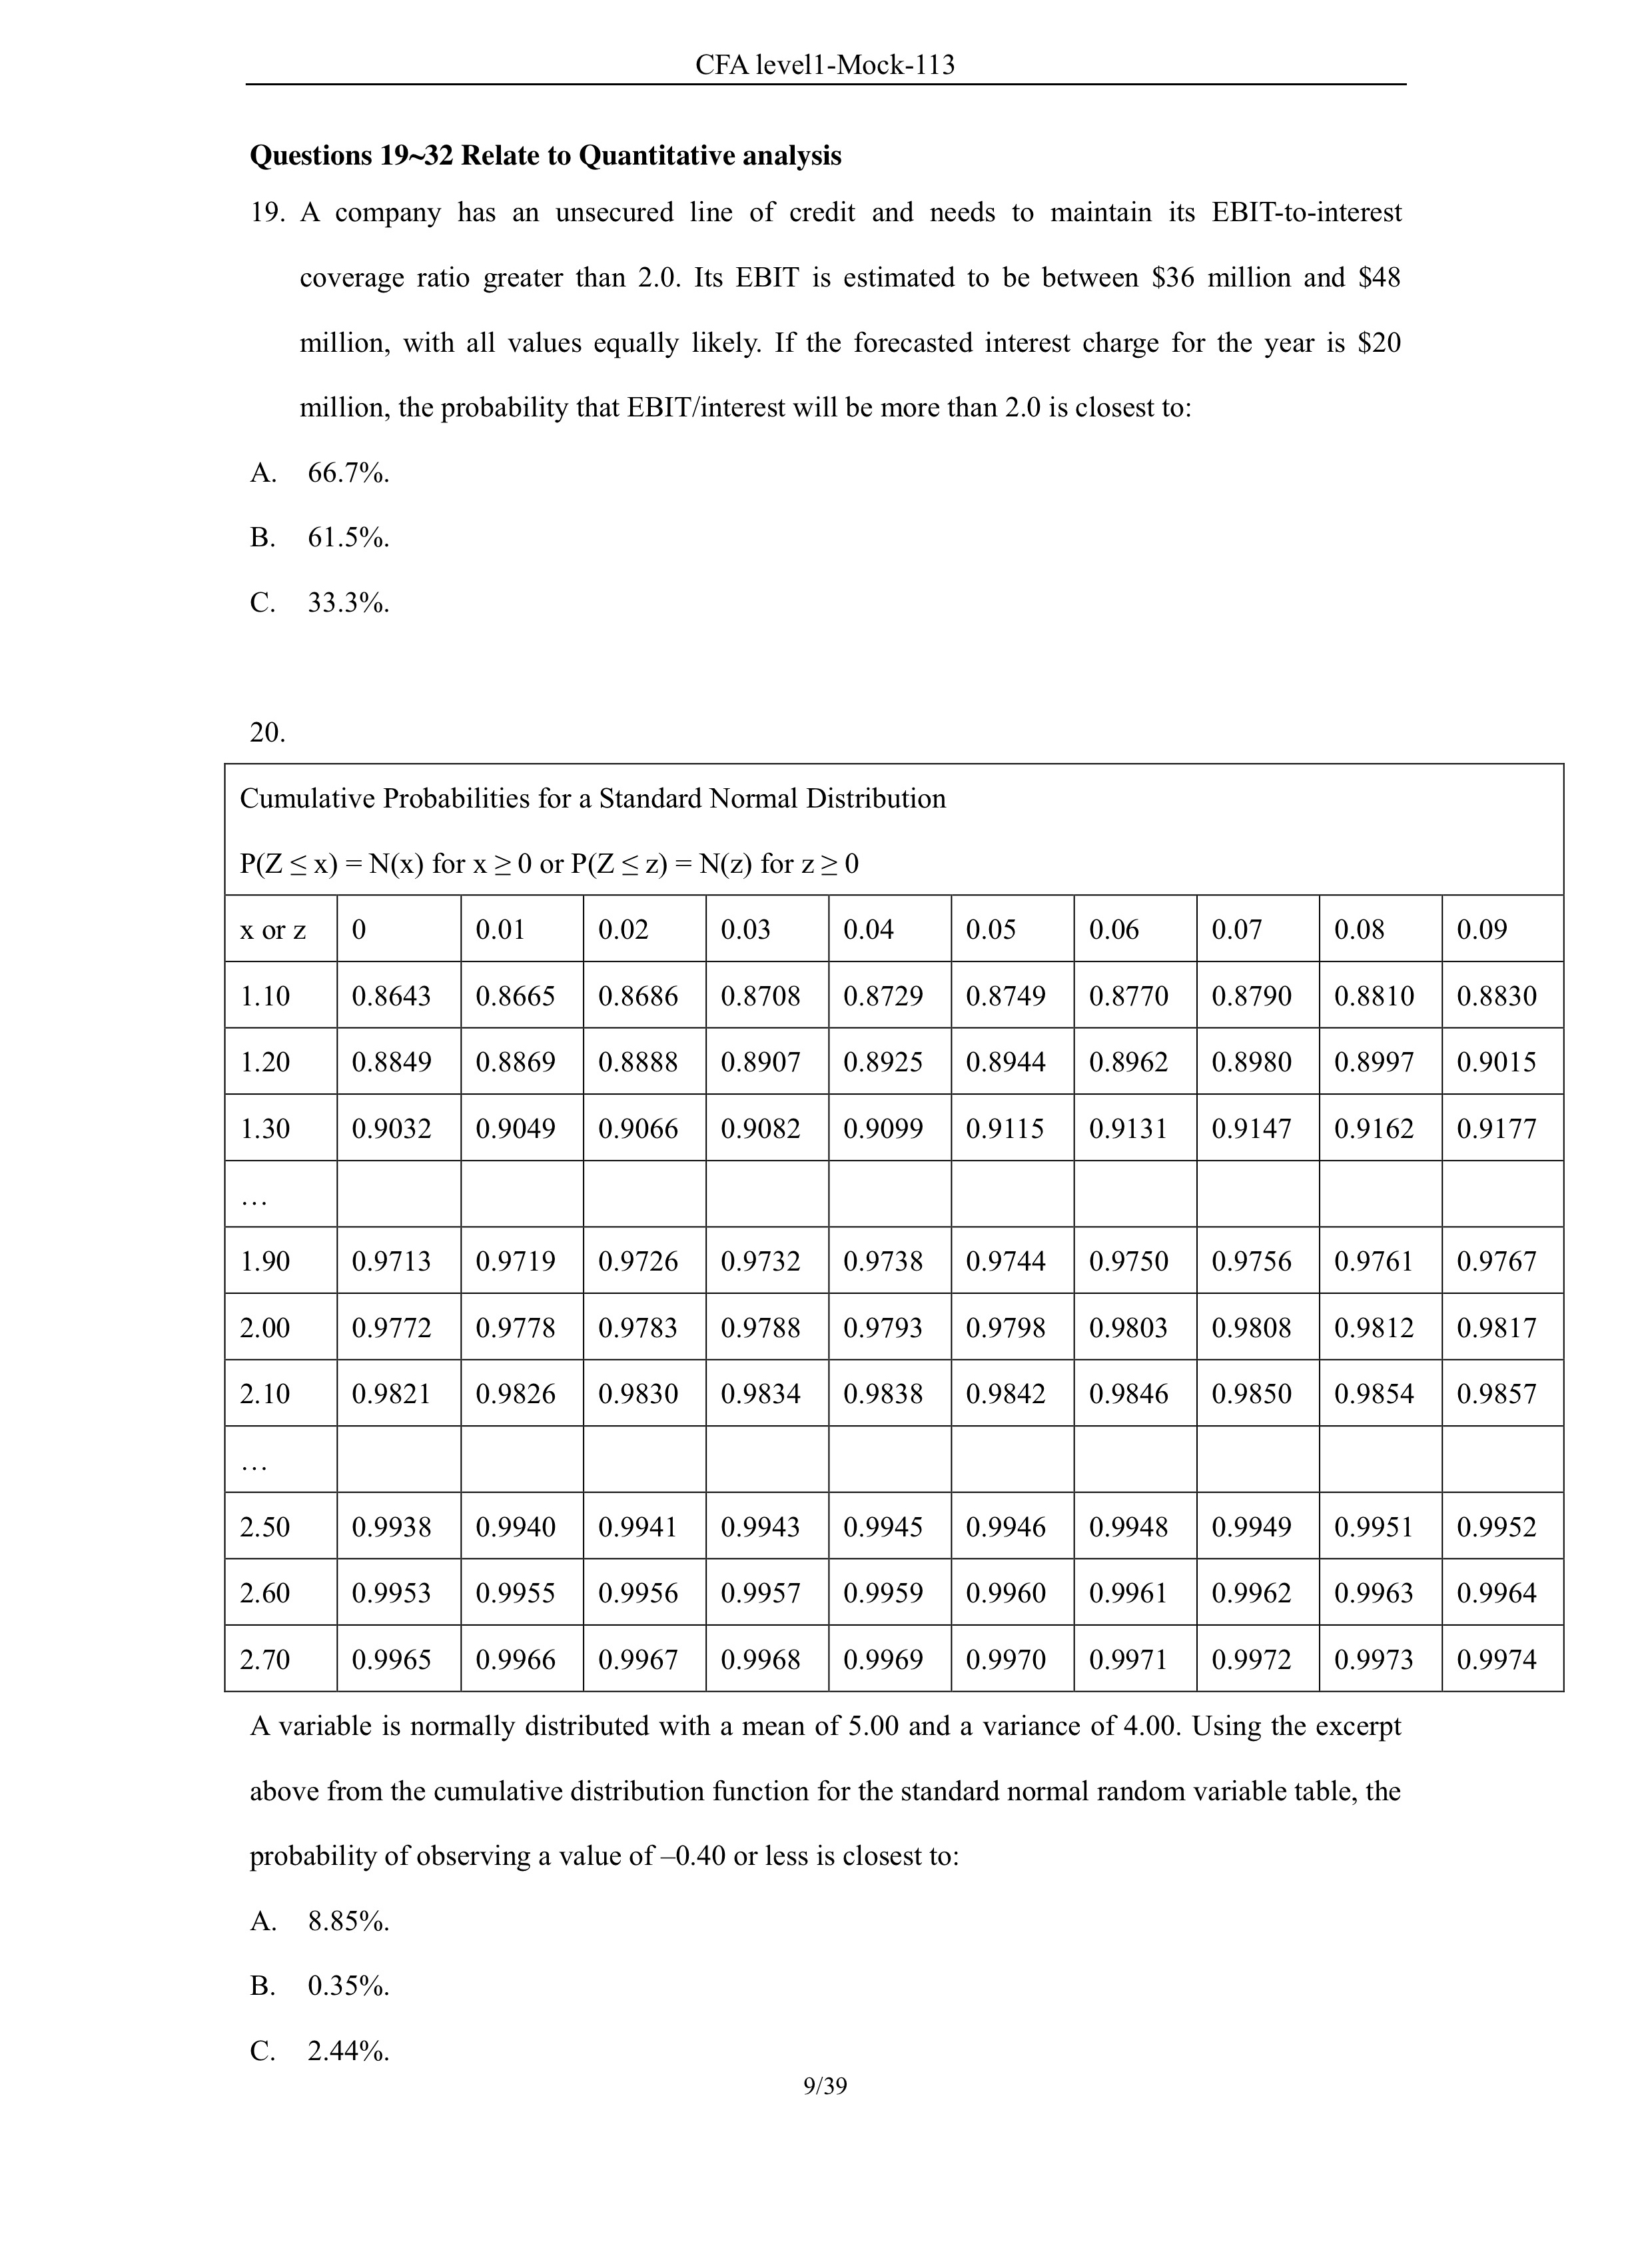 CFA level1-Mock-113
Questions 19~32 Relate to Quantitative analysis
19. A company has an unsecured line of credit and needs to maintain its EBIT-to-interest
coverage ratio greater than 2.0. Its EBIT is estimated to be between $36 million and $48
million, with all values equally likely. If the forecasted interest charge for the year is $20
million, the probability that EBIT/interest will be more than 2.0 is closest to:
A. 66.7%.
B. 61.5%.
C. 33.3%.
20.
Cumulative Probabilities for a Standard Normal Distribution
P(Z ≤ x) = N(x) for x ≥ 0 or P(Z ≤ z) = N(z) for z ≥ 0
x or z 0 0.01 0.02 0.03 0.04 0.05 0.06 0.07 0.08 0.09
1.10 0.8643 0.8665 0.8686 0.8708 0.8729 0.8749 0.8770 0.8790 0.8810 0.8830
1.20 0.8849 0.8869 0.8888 0.8907 0.8925 0.8944 0.8962 0.8980 0.8997 0.9015
1.30 0.9032 0.9049 0.9066 0.9082 0.9099 0.9115 0.9131 0.9147 0.9162 0.9177
…
1.90 0.9713 0.9719 0.9726 0.9732 0.9738 0.9744 0.9750 0.9756 0.9761 0.9767
2.00 0.9772 0.9778 0.9783 0.9788 0.9793 0.9798 0.9803 0.9808 0.9812 0.9817
2.10 0.9821 0.9826 0.9830 0.9834 0.9838 0.9842 0.9846 0.9850 0.9854 0.9857
…
2.50 0.9938 0.9940 0.9941 0.9943 0.9945 0.9946 0.9948 0.9949 0.9951 0.9952
2.60 0.9953 0.9955 0.9956 0.9957 0.9959 0.9960 0.9961 0.9962 0.9963 0.9964
2.70 0.9965 0.9966 0.9967 0.9968 0.9969 0.9970 0.9971 0.9972 0.9973 0.9974
A variable is normally distributed with a mean of 5.00 and a variance of 4.00. Using the excerpt
above from the cumulative distribution function for the standard normal random variable table, the
probability of observing a value of –0.40 or less is closest to:
A. 8.85%.
B. 0.35%.
C. 2.44%.
9/39